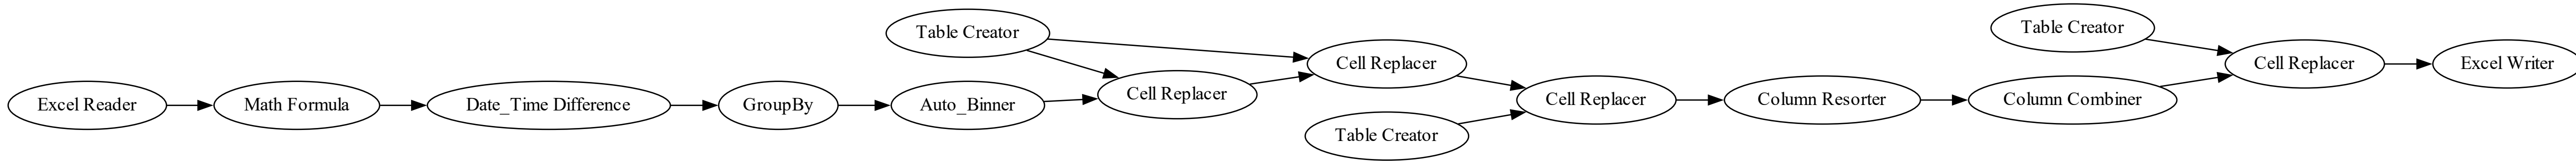 Excel Reader
Math Formula
Date_Time Difference
GroupBy
Auto_Binner
Table Creator
Cell Replacer
Cell Replacer
Table Creator
Cell Replacer
Column Resorter
Column Combiner
Table Creator
Cell Replacer
Excel Writer